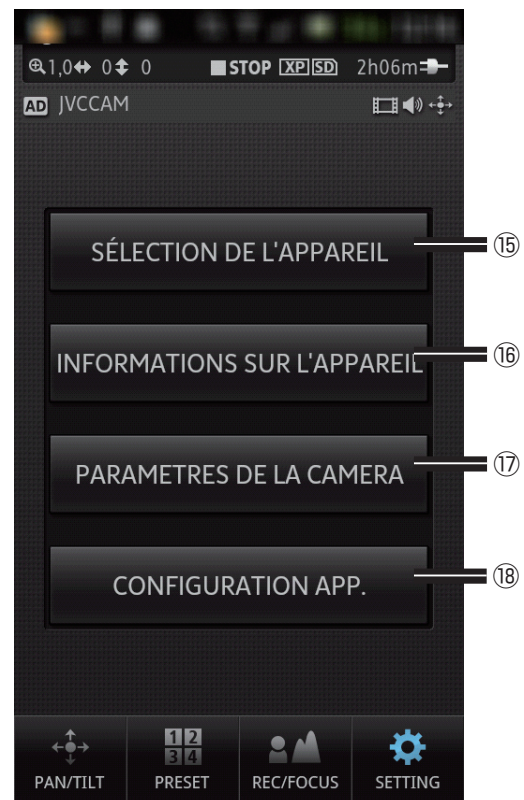 1,0 0 0 STOP XP SD 2h06m
AD JVCCAM
SÉLECTION DE L'APPAREIL ⑮
INFORMATIONS SUR L'APPAREIL ⑯
PARAMETRES DE LA CAMERA ⑰
CONFIGURATION APP. ⑱
1 2
3 4
PAN/TILT PRESET REC/FOCUS SETTING